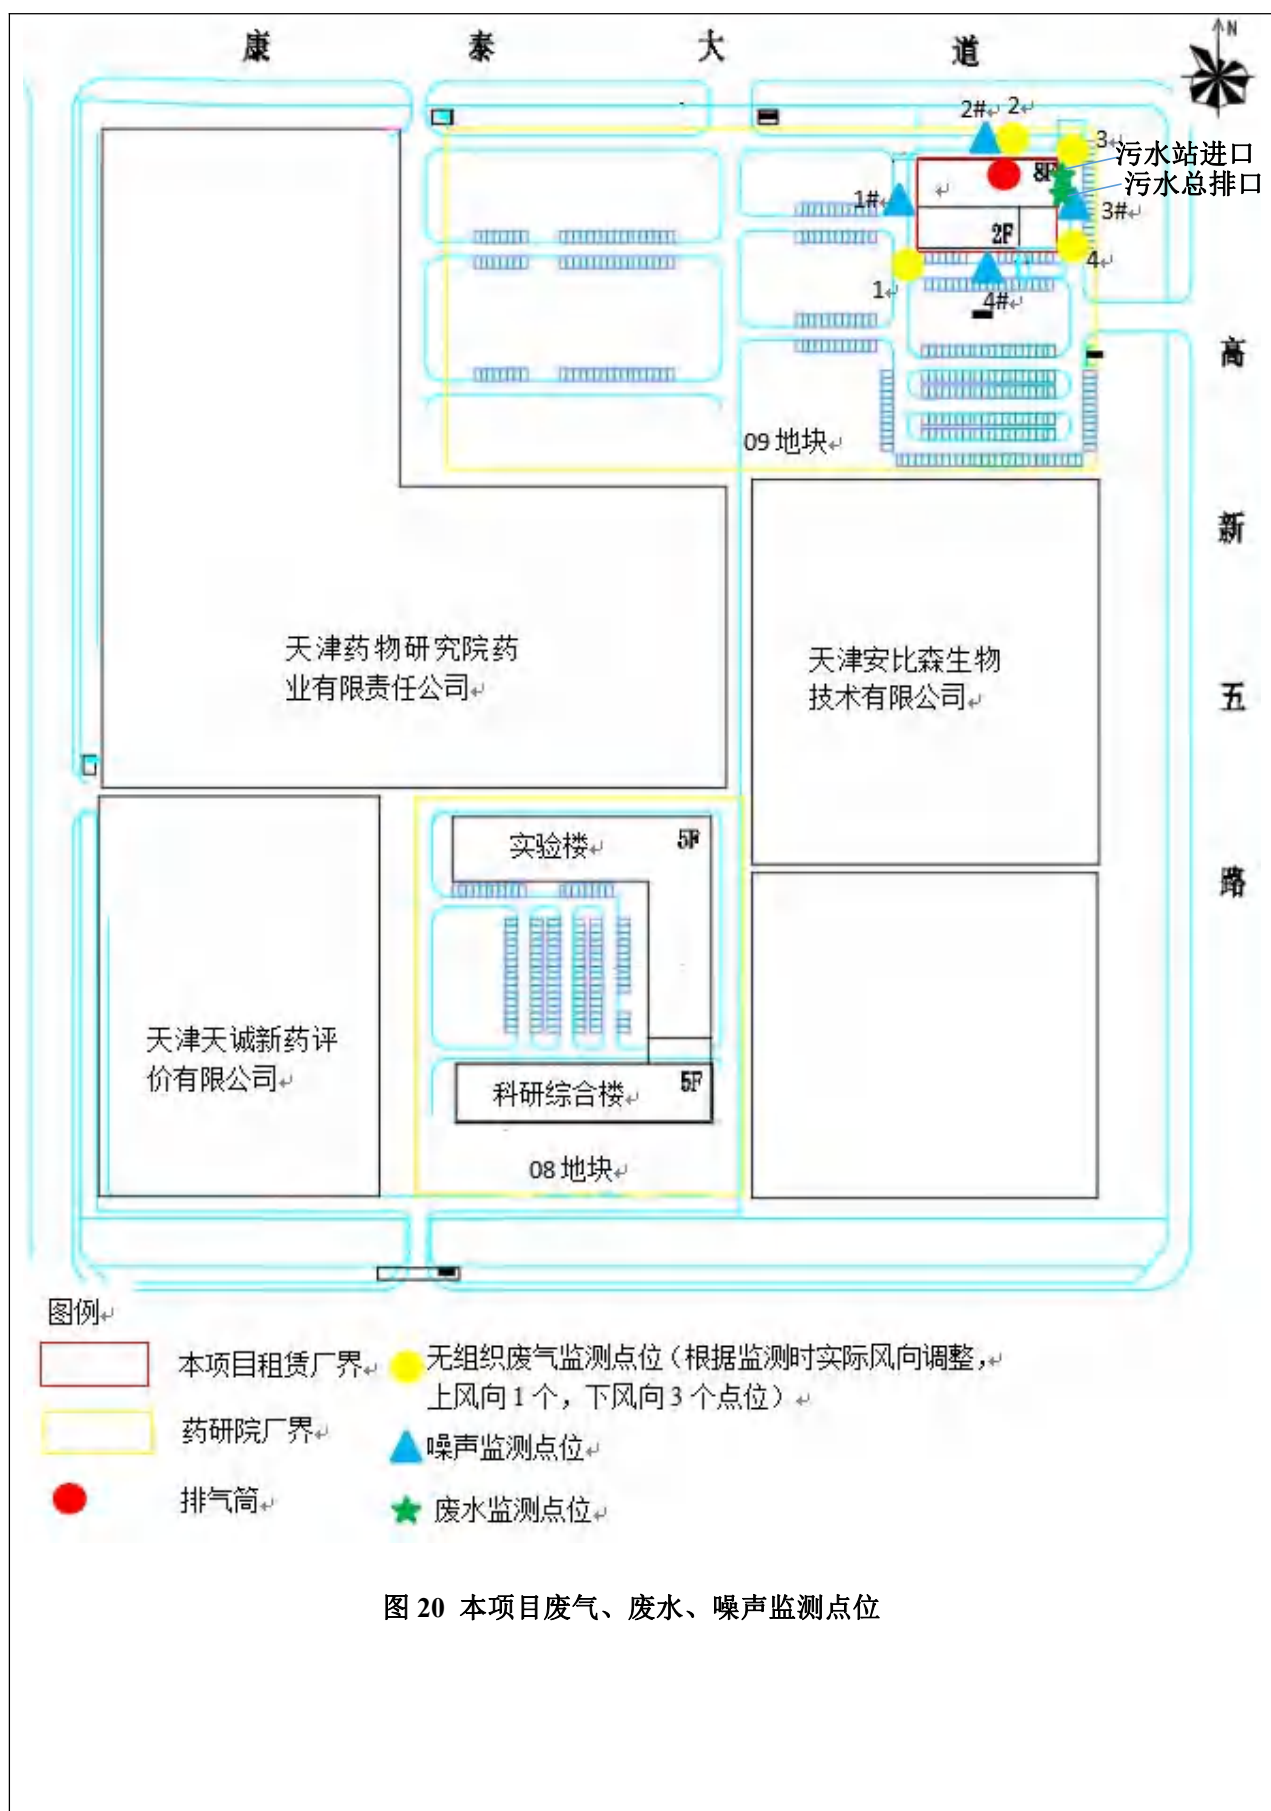 康 泰 大 道
N
2# 2
3
污水站进口
8F
污水总排口
1#
3#
2F
4
1
4#
高
新
五
路
09 地块
天津药物研究院药
业有限责任公司
天津安比森生物
技术有限公司
实验楼
5F
天津天诚新药评
价有限公司
科研综合楼
5F
08 地块
图例
本项目租赁厂界
无组织废气监测点位（根据监测时实际风向调整，
上风向 1 个，下风向 3 个点位）
药研院厂界
噪声监测点位
排气筒
废水监测点位
图 20 本项目废气、废水、噪声监测点位